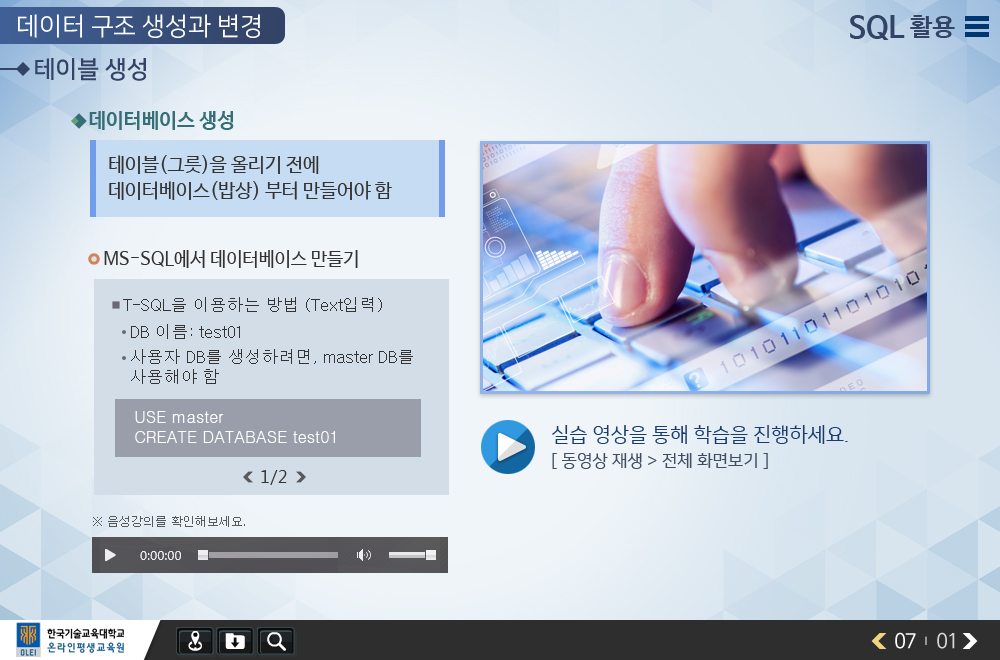 데이터 구조 생성과 변경
SQL 활용
테이블 생성
데이터베이스 생성
테이블(그릇)을 올리기 전에
데이터베이스(밥상) 부터 만들어야 함
MS-SQL에서 데이터베이스 만들기
T-SQL을 이용하는 방법 (Text입력)
DB 이름: test01
사용자 DB를 생성하려면, master DB를
사용해야 함
USE master
CREATE DATABASE test01
1/2
※ 음성강의를 확인해보세요.
0:00:00
101011011010101
?
실습 영상을 통해 학습을 진행하세요.
[ 동영상 재생 > 전체 화면보기 ]
OLEI
한국기술교육대학교
온라인평생교육원
07 | 01